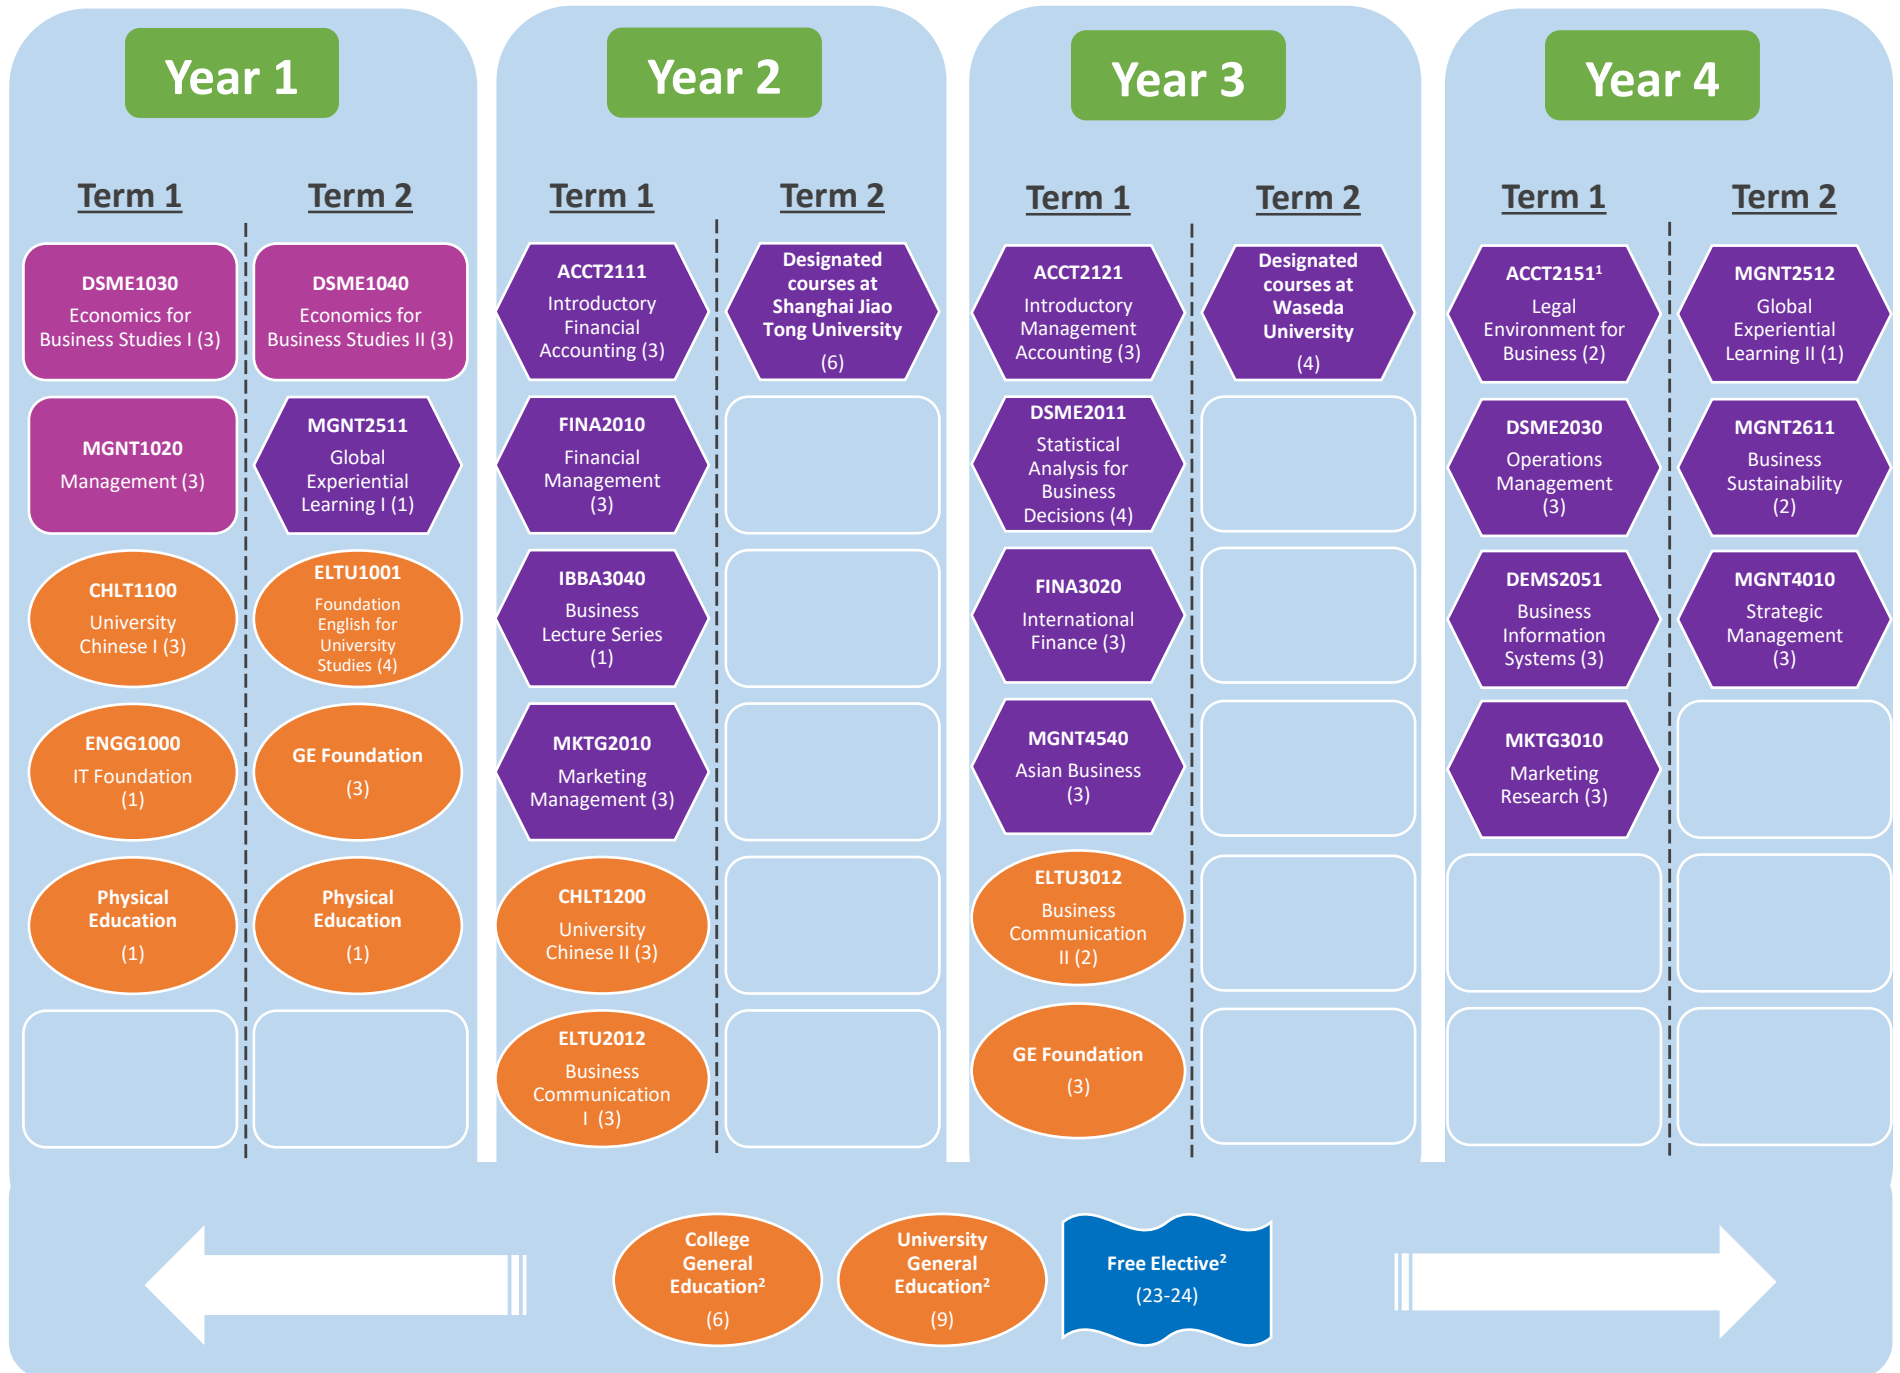 Year 1
Term 1
DSME1030
Economics for
Business Studies I (3)
MGNT1020
Management (3)
CHLT1100
University
Chinese I (3)
ENGG1000
IT Foundation
(1)
Physical
Education
(1)
Term 2
DSME1040
Economics for
Business Studies II (3)
MGNT2511
Global
Experiential
Learning I (1)
ELTU1001
Foundation
English for
University
Studies (4)
GE Foundation
(3)
Physical
Education
(1)
Year 2
Term 1
ACCT2111
Introductory
Financial
Accounting (3)
FINA2010
Financial
Management
(3)
IBBA3040
Business
Lecture Series
(1)
MKTG2010
Marketing
Management (3)
CHLT1200
University
Chinese II (3)
ELTU2012
Business
Communication
I (3)
Term 2
Designated
courses at
Shanghai Jiao
Tong University
(6)
Year 3
Term 1
ACCT2121
Introductory
Management
Accounting (3)
DSME2011
Statistical
Analysis for
Business
Decisions (4)
FINA3020
International
Finance (3)
MGNT4540
Asian Business
(3)
ELTU3012
Business
Communication
II (2)
GE Foundation
(3)
Term 2
Designated
courses at
Waseda
University
(4)
Year 4
Term 1
ACCT2151¹
Legal
Environment for
Business (2)
DSME2030
Operations
Management
(3)
DEMS2051
Business
Information
Systems (3)
MKTG3010
Marketing
Research (3)
Term 2
MGNT2512
Global
Experiential
Learning II (1)
MGNT2611
Business
Sustainability
(2)
MGNT4010
Strategic
Management
(3)
College
General
Education²
(6)
University
General
Education²
(9)
Free Elective²
(23-24)